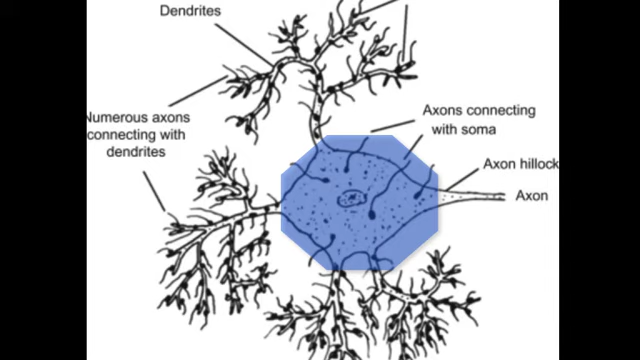 Dendrites
Numerous axons
connecting with
dendrites
Axons connecting
with soma
Axon hillock
Axon